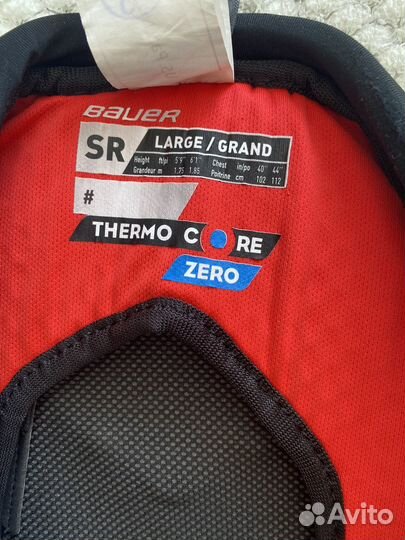 BAUER
SR LARGE / GRAND
Height ft/pi 5'9" 6'1" Chest in/po 40" 44"
Grandeur m 1.75 1.85 Poitrine cm 102 112
#
THERMO CORE
ZERO
Avito